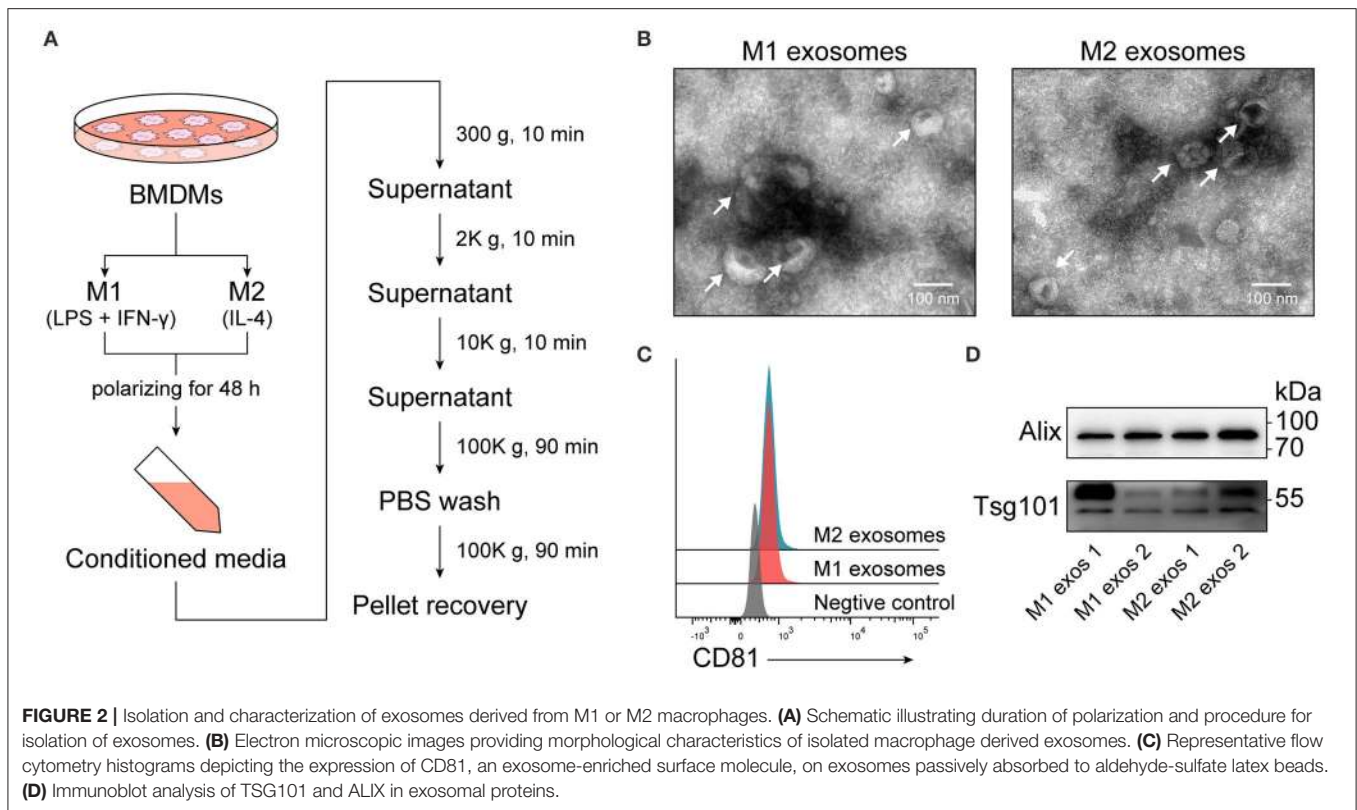 A
BMDMs
M1 M2
(LPS + IFN-γ) (IL-4)
polarizing for 48 h
Conditioned media
300 g, 10 min
Supernatant
2K g, 10 min
Supernatant
10K g, 10 min
Supernatant
100K g, 90 min
PBS wash
100K g, 90 min
Pellet recovery
B
M1 exosomes M2 exosomes
100 nm 100 nm
C
M2 exosomes
M1 exosomes
Negtive control
-10³ 0 10³ 10⁴ 10⁵
CD81
D
kDa
Alix 100
70
Tsg101 55
M1 exos 1 M1 exos 2 M2 exos 1 M2 exos 2
FIGURE 2 | Isolation and characterization of exosomes derived from M1 or M2 macrophages. (A) Schematic illustrating duration of polarization and procedure for
isolation of exosomes. (B) Electron microscopic images providing morphological characteristics of isolated macrophage derived exosomes. (C) Representative flow
cytometry histograms depicting the expression of CD81, an exosome-enriched surface molecule, on exosomes passively absorbed to aldehyde-sulfate latex beads.
(D) Immunoblot analysis of TSG101 and ALIX in exosomal proteins.